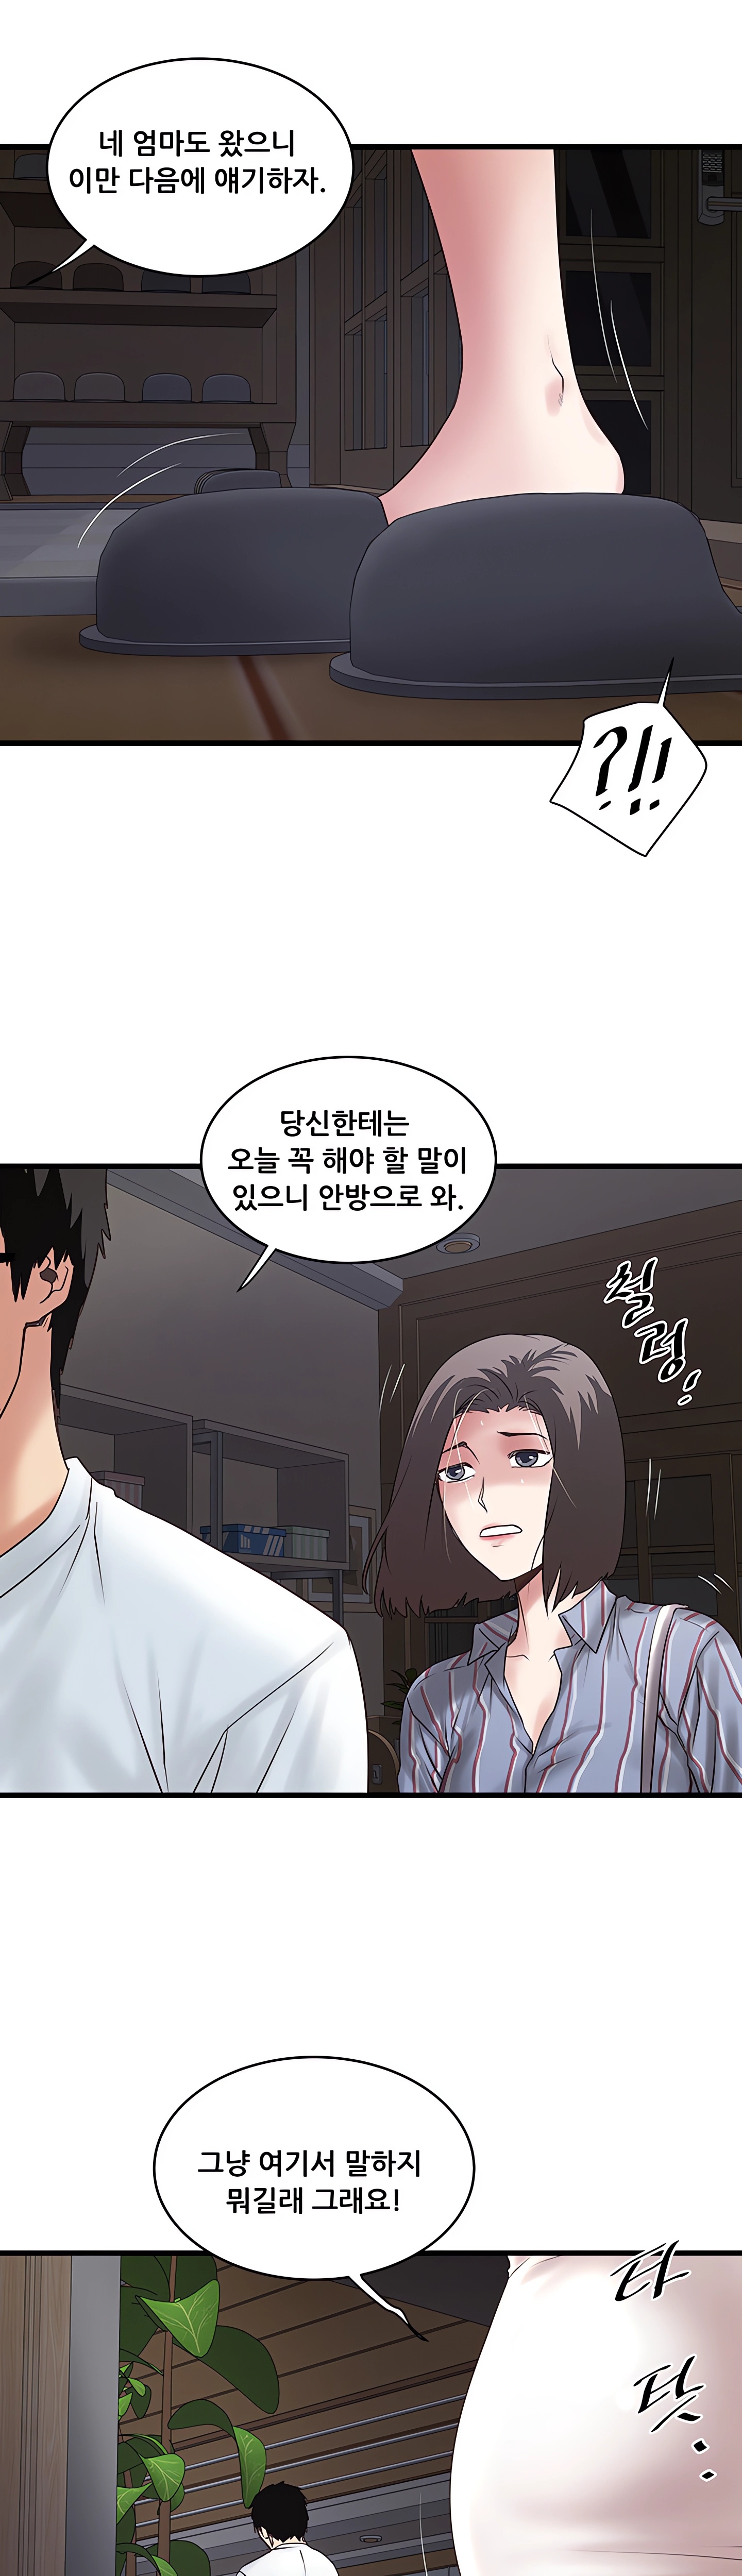 네 엄마도 왔으니
이만 다음에 얘기하자.
?!!
당신한테는
오늘 꼭 해야 할 말이
있으니 안방으로 와.
철렁!
그냥 여기서 말하지
뭐길래 그래요!
타
탓